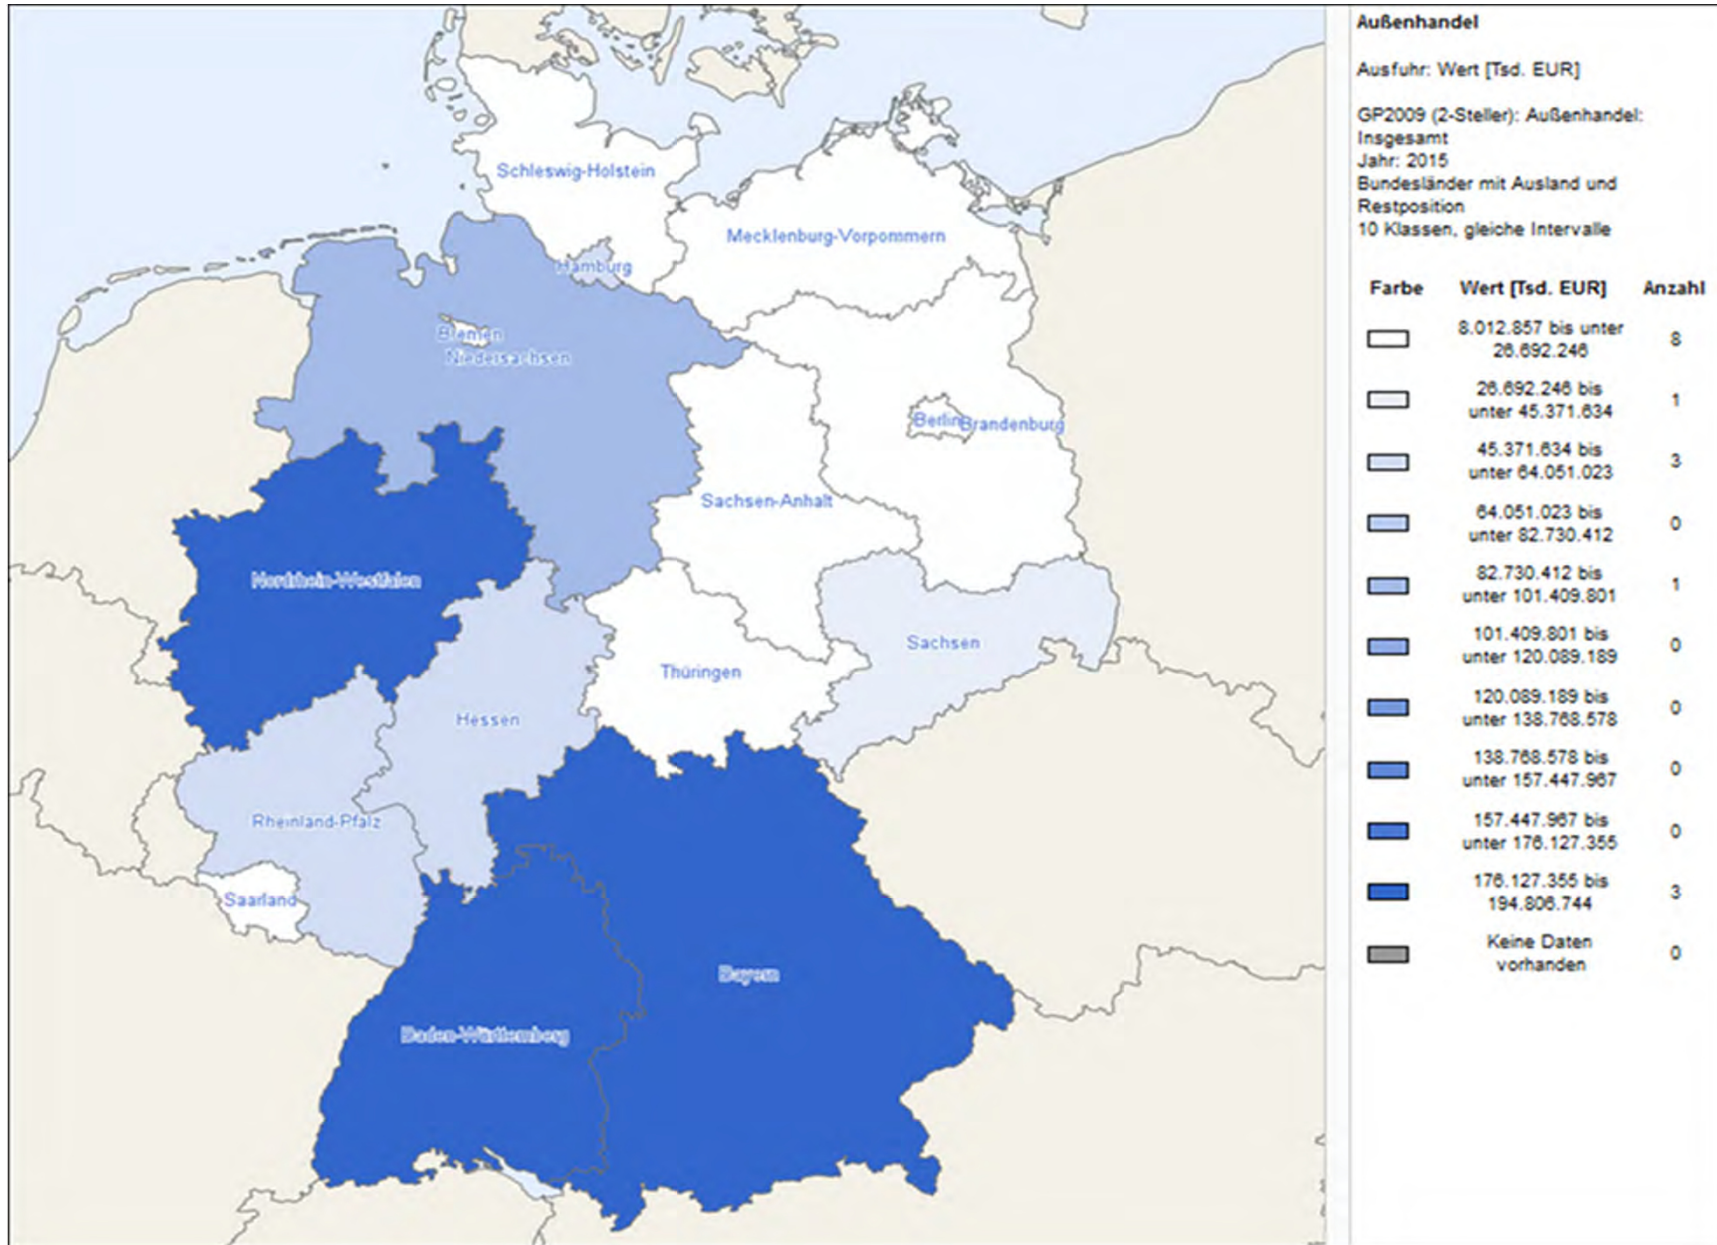 Schleswig-Holstein
Mecklenburg-Vorpommern
Hamburg
Bremen
Niedersachsen
Berlin
Brandenburg
Sachsen-Anhalt
Nordrhein-Westfalen
Sachsen
Thüringen
Hessen
Rheinland-Pfalz
Saarland
Bayern
Baden-Württemberg
Außenhandel
Ausfuhr: Wert [Tsd. EUR]
GP2009 (2-Steller): Außenhandel:
Insgesamt
Jahr: 2015
Bundesländer mit Ausland und
Restposition
10 Klassen, gleiche Intervalle
Farbe Wert [Tsd. EUR] Anzahl
8.012.857 bis unter
26.692.246 8
26.692.246 bis
unter 45.371.634 1
45.371.634 bis
unter 64.051.023 3
64.051.023 bis
unter 82.730.412 0
82.730.412 bis
unter 101.409.801 1
101.409.801 bis
unter 120.089.189 0
120.089.189 bis
unter 138.768.578 0
138.768.578 bis
unter 157.447.967 0
157.447.967 bis
unter 176.127.355 0
176.127.355 bis
194.806.744 3
Keine Daten
vorhanden 0